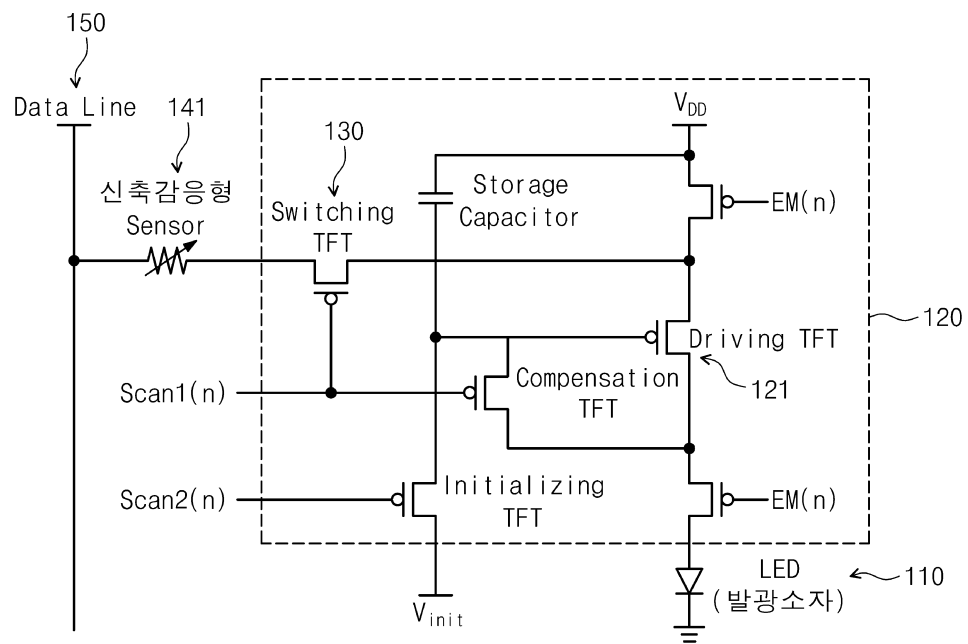 150
Data Line
141
신축감응형
Sensor
130
Switching
TFT
Storage
Capacitor
V_DD
EM(n)
120
Driving TFT
121
Compensation
TFT
Scan1(n)
Scan2(n)
Initializing
TFT
EM(n)
V_init
LED
(발광소자)
110